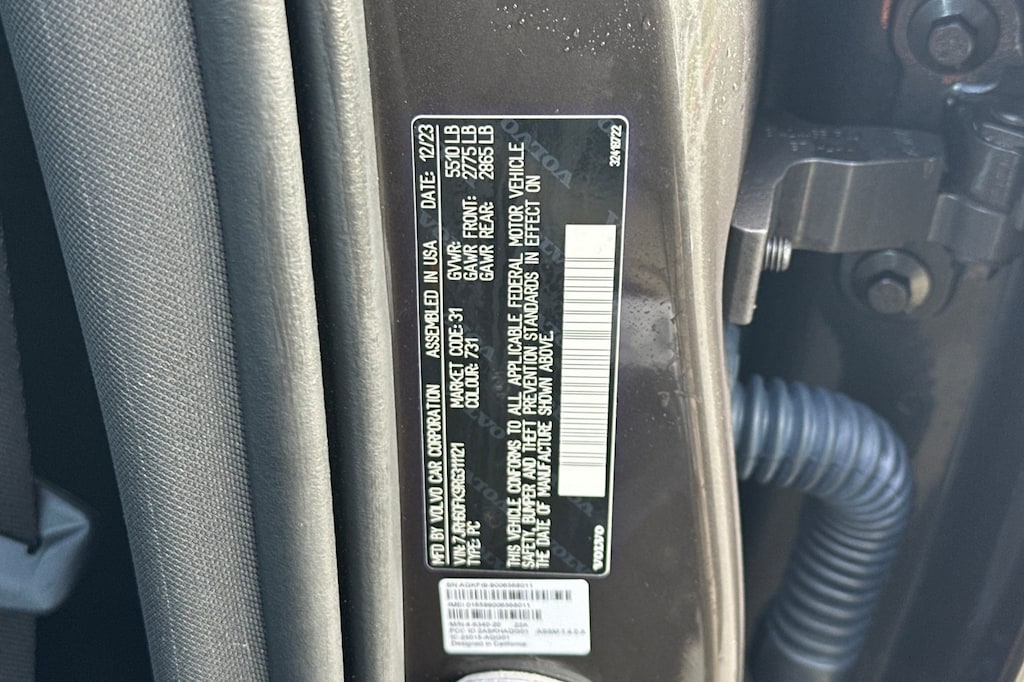 MFD BY VOLVO CAR CORPORATION ASSEMBLED IN USA DATE: 12/23
VIN: 7JRH60FK9RG311121
TYPE: PC
MARKET CODE: 31
COLOUR: 731
GVWR: 5510 LB
GAWR FRONT: 2775 LB
GAWR REAR: 2865 LB
THIS VEHICLE CONFORMS TO ALL APPLICABLE FEDERAL MOTOR VEHICLE
SAFETY, BUMPER AND THEFT PREVENTION STANDARDS IN EFFECT ON
THE DATE OF MANUFACTURE SHOWN ABOVE.
VOLVO
32419722
Designed in California